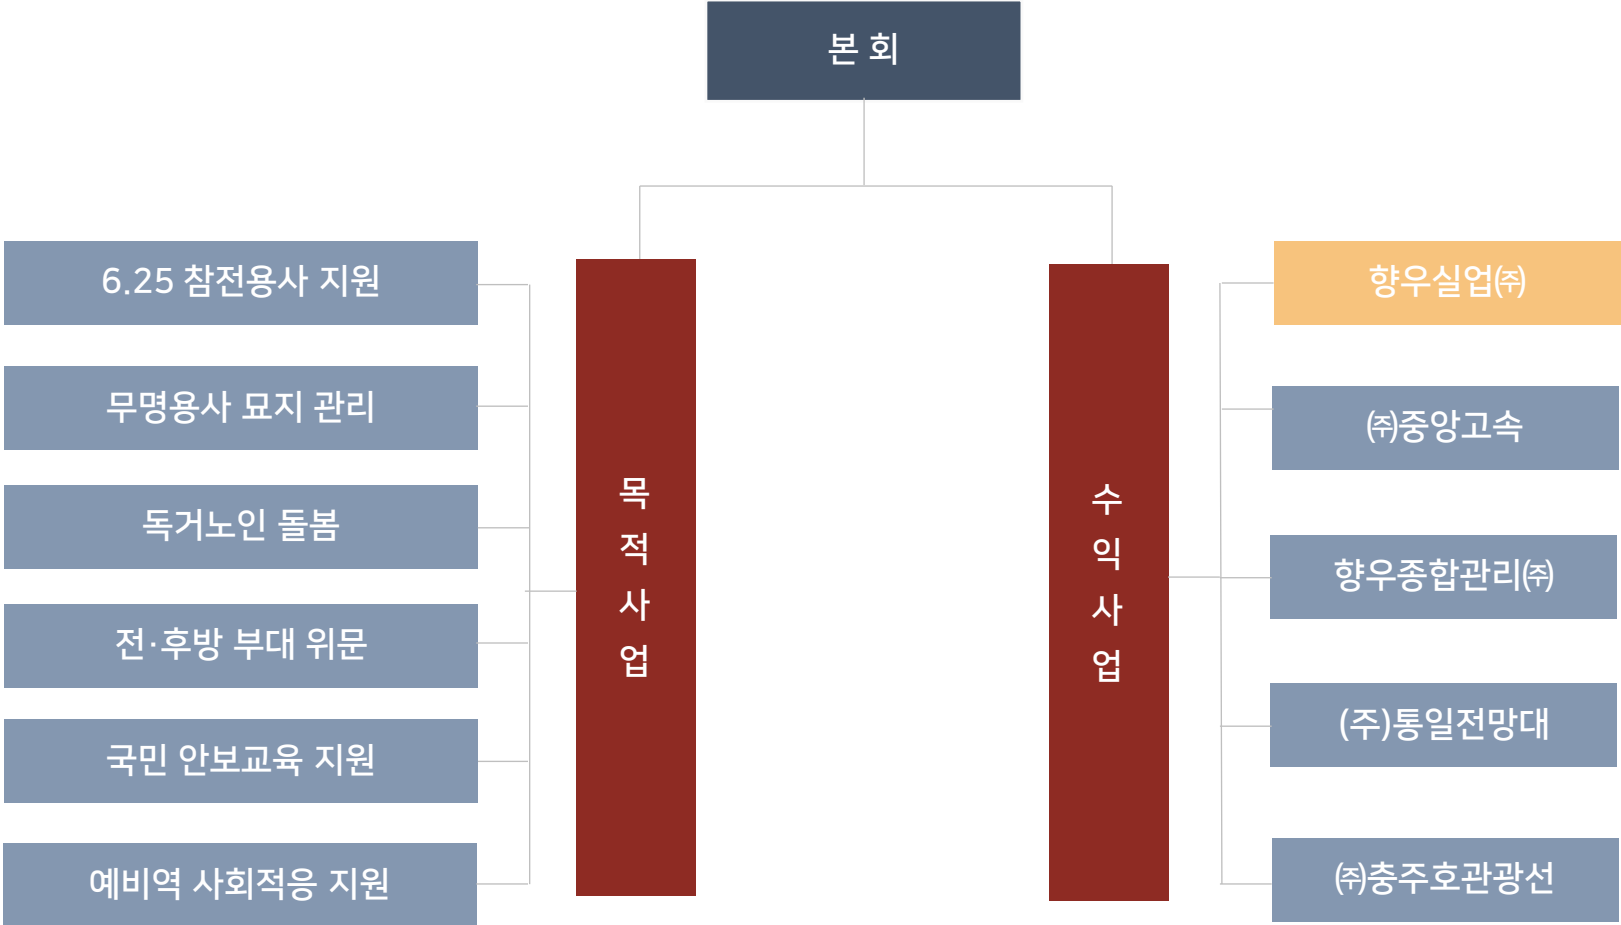 본 회
6.25 참전용사 지원
무명용사 묘지 관리
독거노인 돌봄
전·후방 부대 위문
국민 안보교육 지원
예비역 사회적응 지원
목
적
사
업
수
익
사
업
향우실업㈜
㈜중앙고속
향우종합관리㈜
(주)통일전망대
㈜충주호관광선